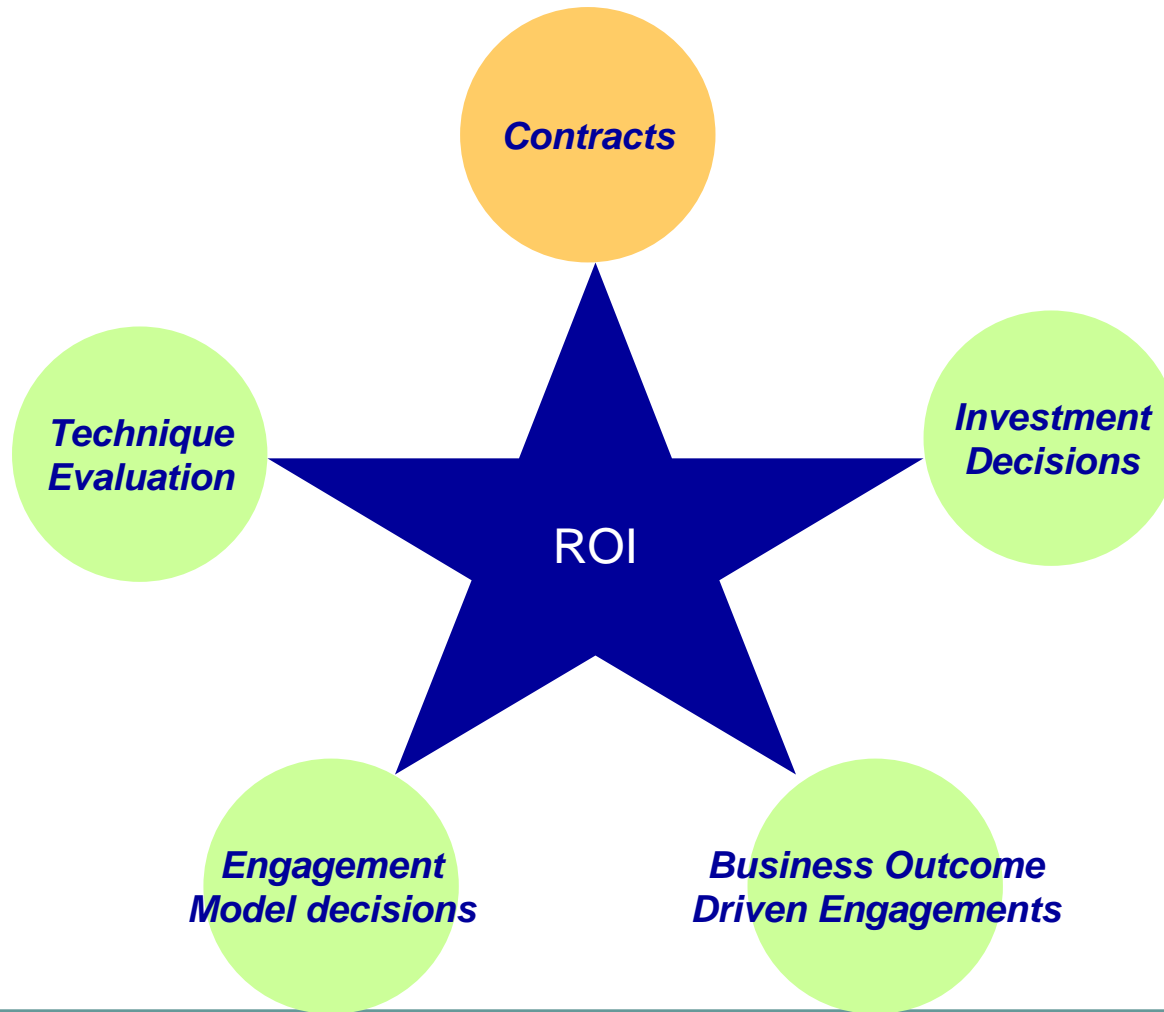 Contracts
Technique
Evaluation
Investment
Decisions
ROI
Engagement
Model decisions
Business Outcome
Driven Engagements